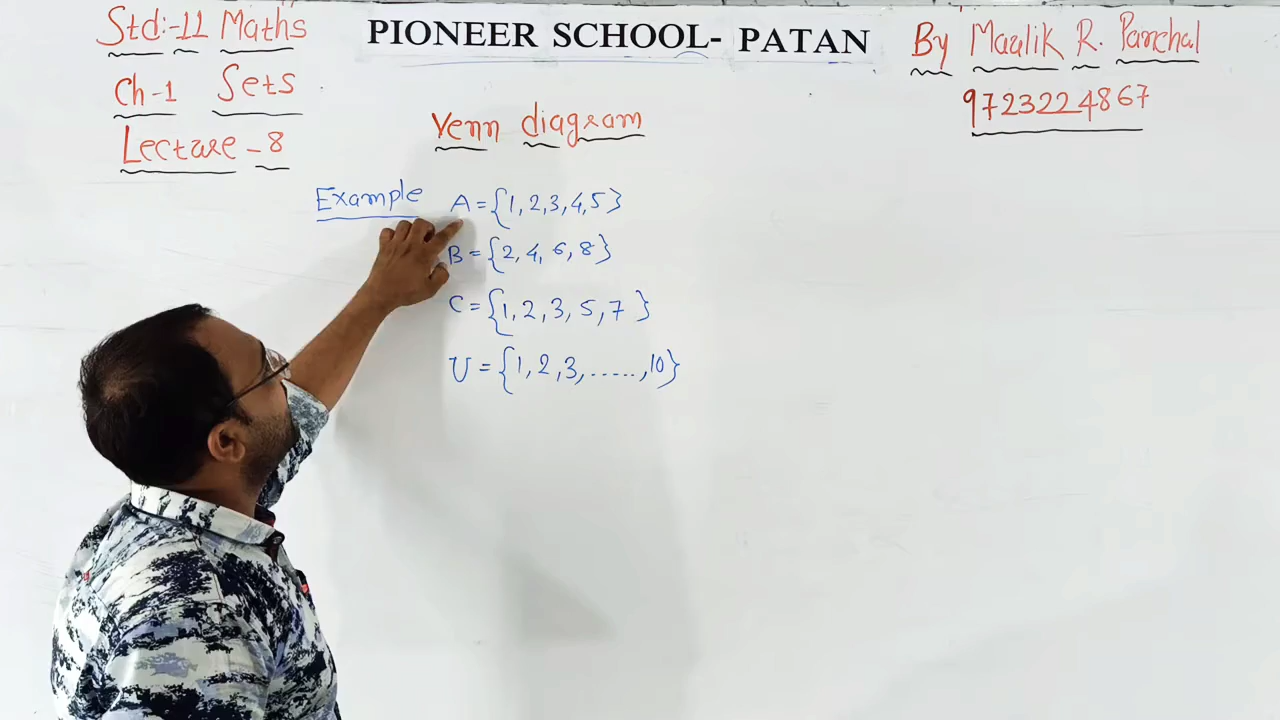 Std:-11 Maths
Ch-1 Sets
Lecture-8
PIONEER SCHOOL- PATAN
By Maulik R. Panchal
9723224867
Venn diagram
Example A={1,2,3,4,5}
B={2,4,6,8}
C={1,2,3,5,7}
U={1,2,3,.....,10}